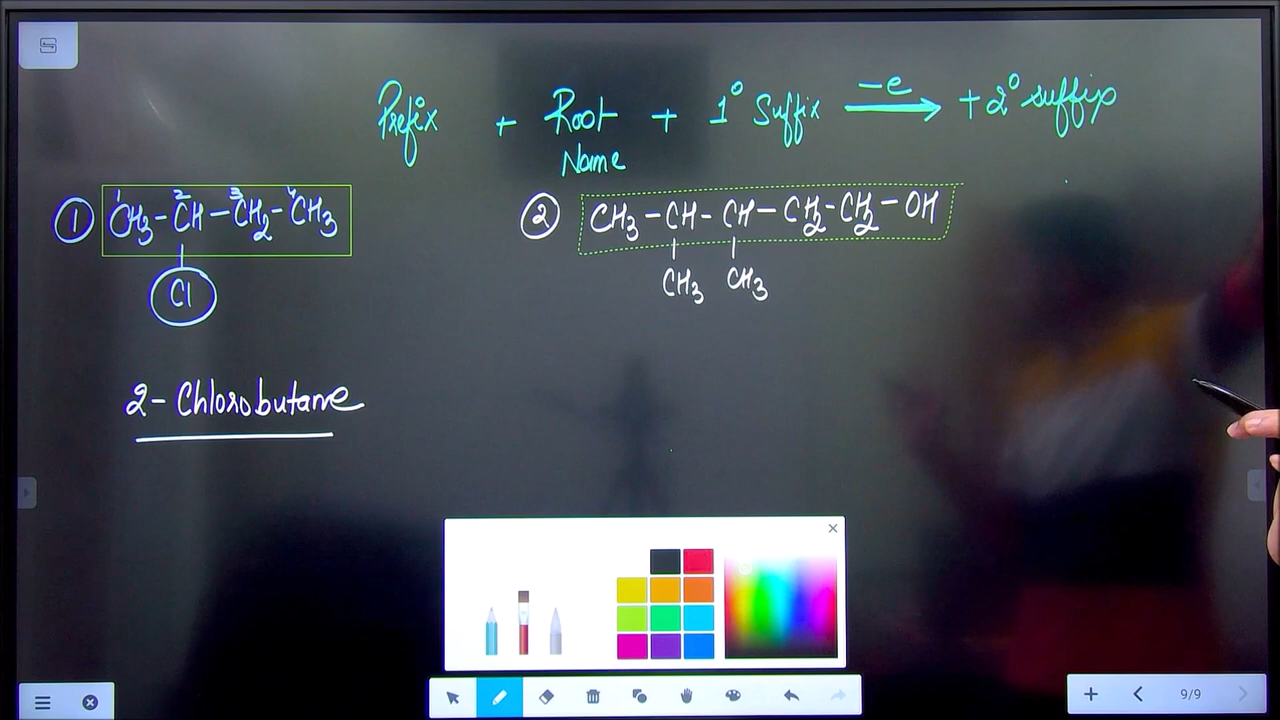 Prefix + Root Name + 1° Suffix —e→ +2° suffix
① ¹CH₃-²CH-³CH₂-⁴CH₃
Cl
2-Chlorobutane
② CH₃-CH-CH-CH₂-CH₂-OH
CH₃ CH₃
9/9